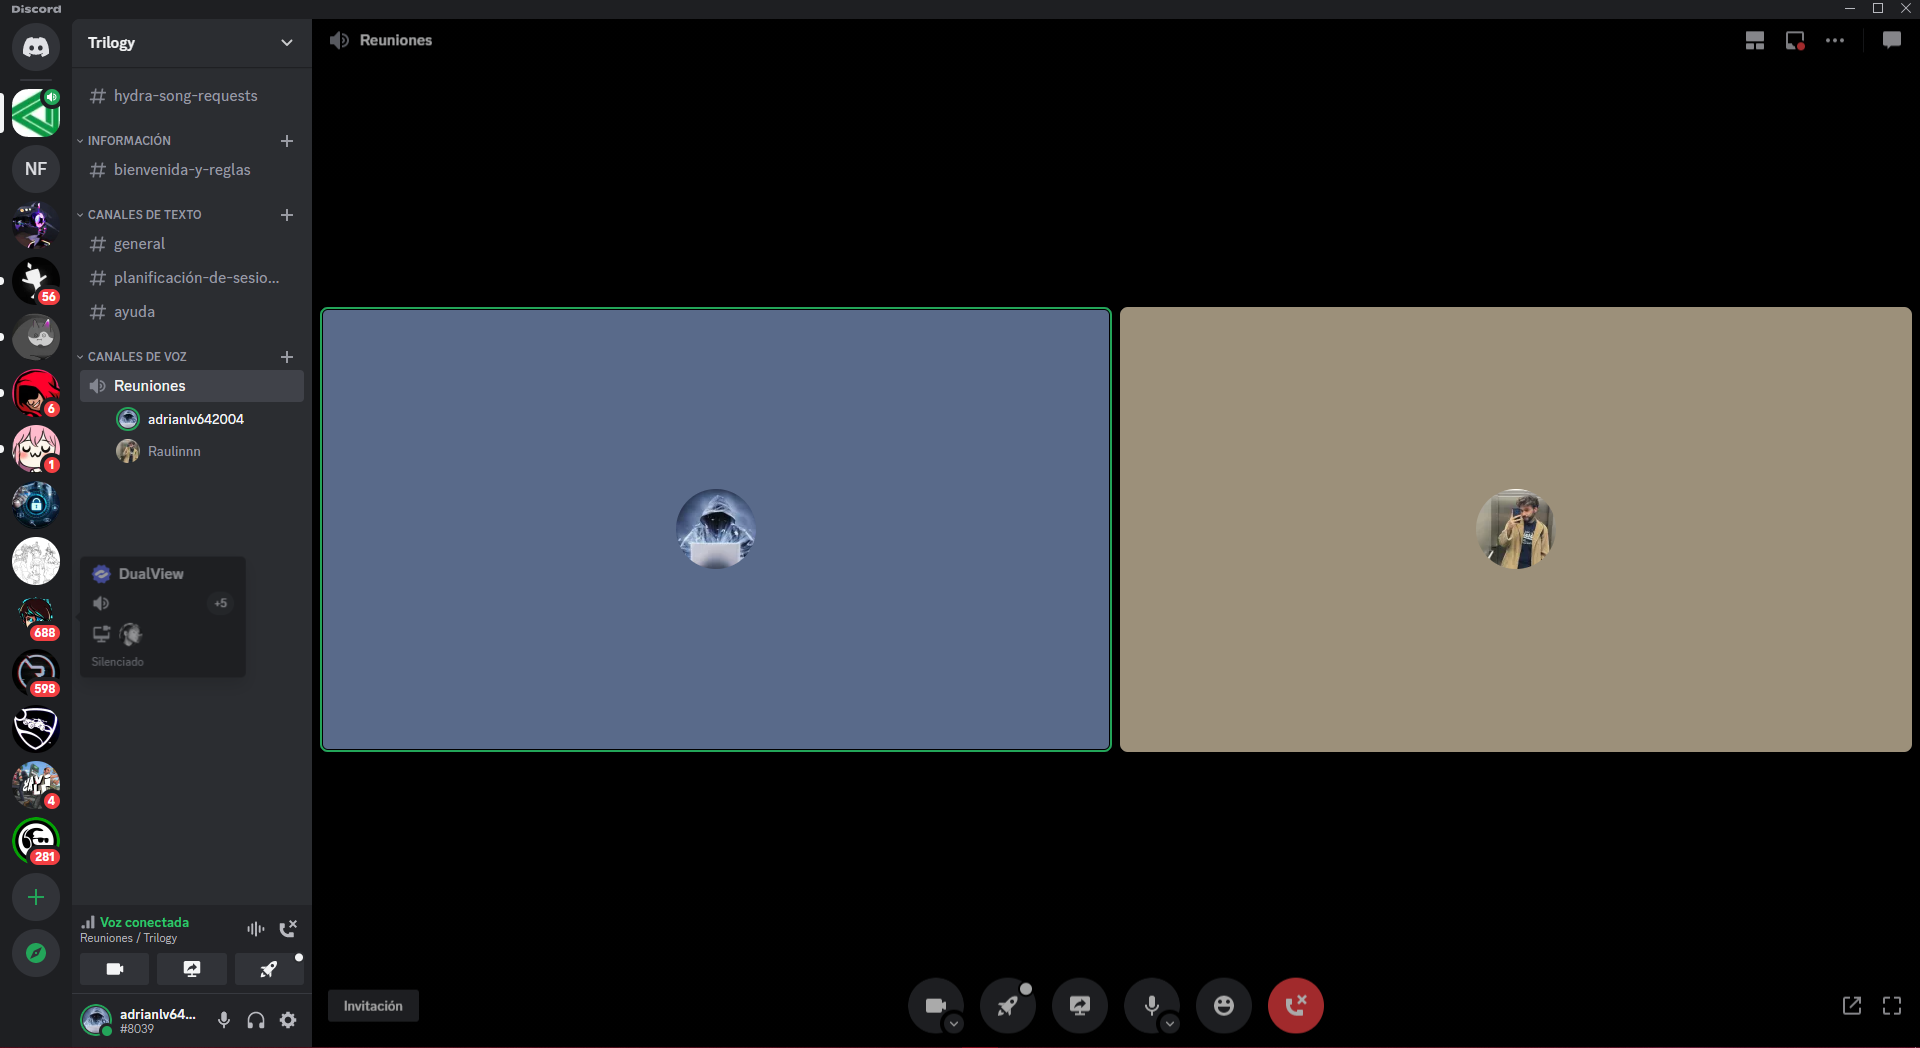 Discord
Trilogy
hydra-song-requests
INFORMACIÓN
bienvenida-y-reglas
CANALES DE TEXTO
general
planificación-de-sesio...
ayuda
CANALES DE VOZ
Reuniones
adrianlv642004
Raulinnn
NF
56
6
1
688
598
4
281
DualView
+5
Silenciado
Voz conectada
Reuniones / Trilogy
adrianlv64...
#8039
Reuniones
Invitación